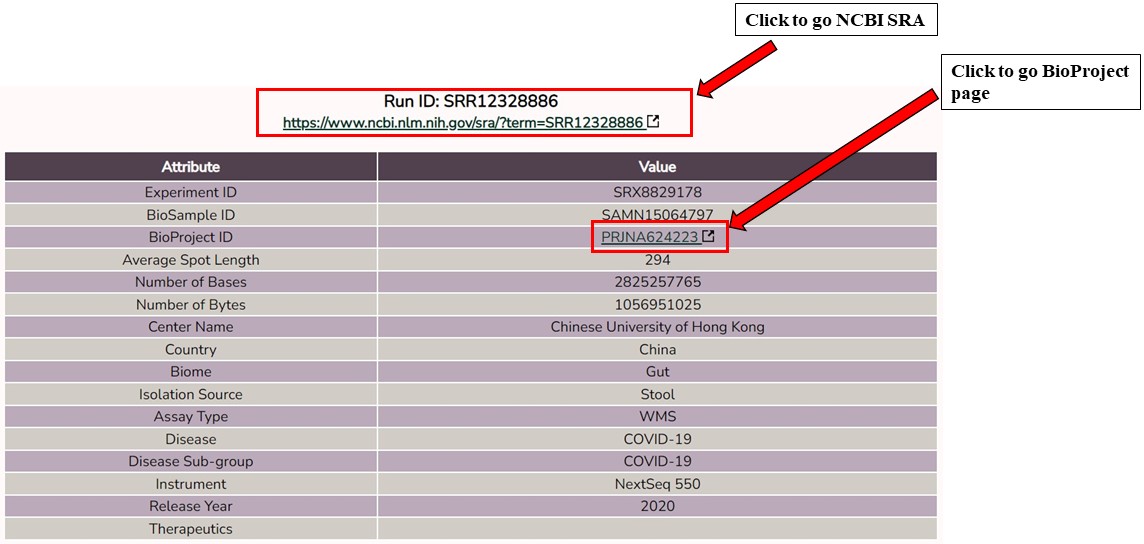 Click to go NCBI SRA
Click to go BioProject
page
Run ID: SRR12328886
https://www.ncbi.nlm.nih.gov/sra/?term=SRR12328886
Attribute Value
Experiment ID SRX8829178
BioSample ID SAMN15064797
BioProject ID PRJNA624223
Average Spot Length 294
Number of Bases 2825257765
Number of Bytes 1056951025
Center Name Chinese University of Hong Kong
Country China
Biome Gut
Isolation Source Stool
Assay Type WMS
Disease COVID-19
Disease Sub-group COVID-19
Instrument NextSeq 550
Release Year 2020
Therapeutics